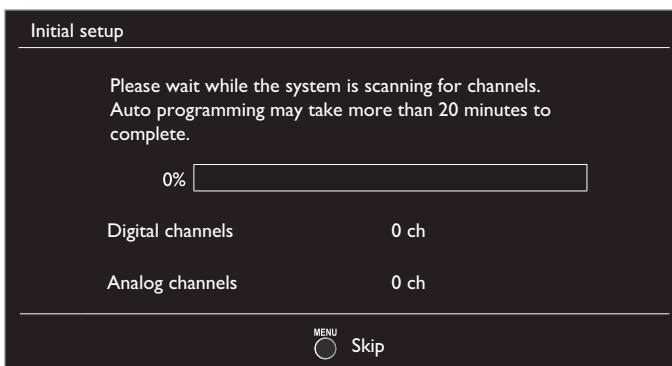 Initial setup
Please wait while the system is scanning for channels.
Auto programming may take more than 20 minutes to
complete.
0%
Digital channels 0 ch
Analog channels 0 ch
MENU
Skip